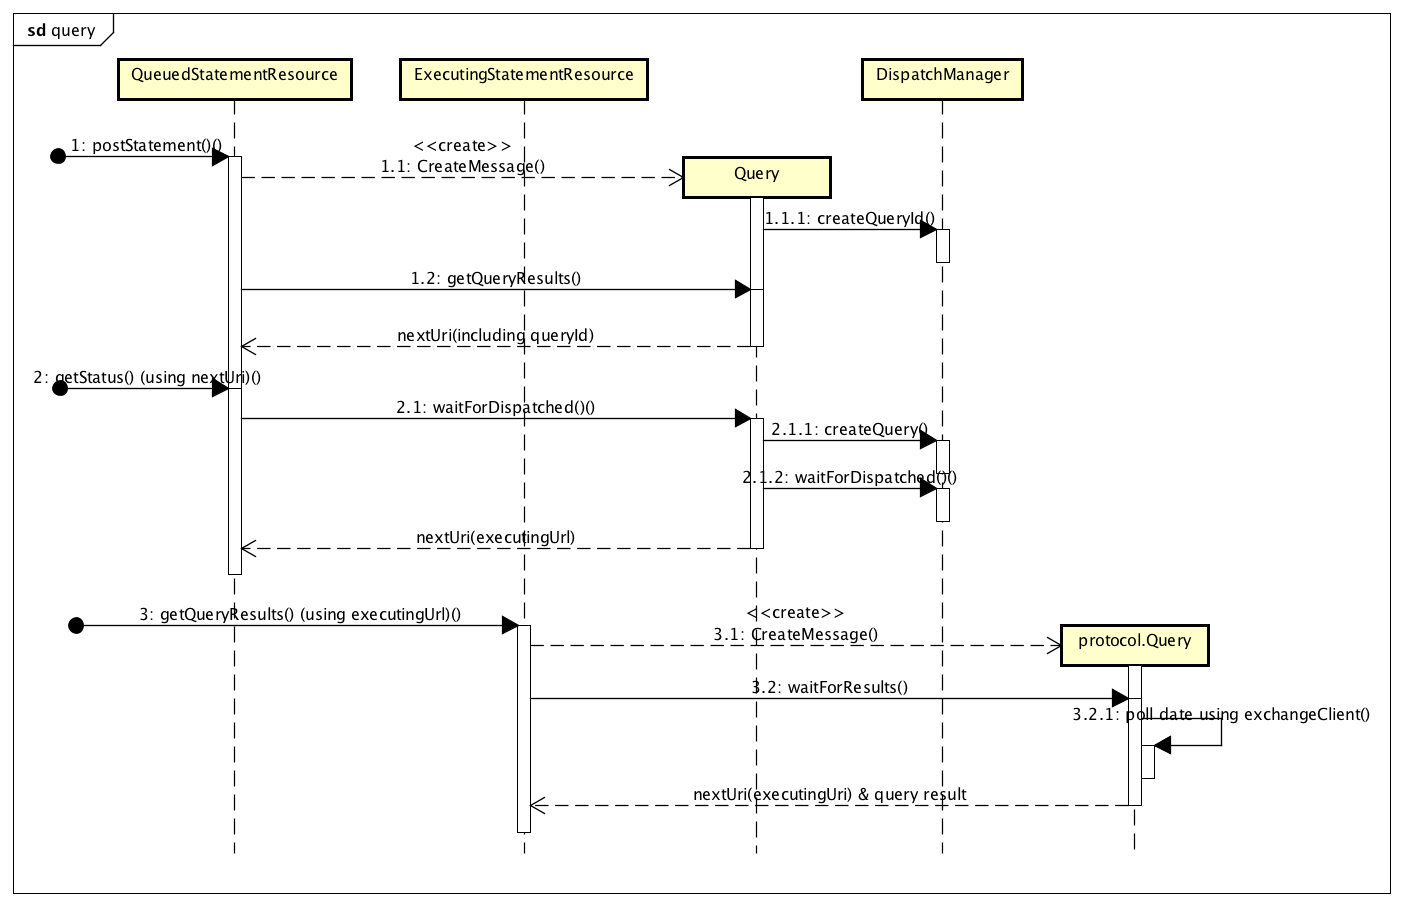 sd query
QueuedStatementResource
ExecutingStatementResource
DispatchManager
1: postStatement()()
<<create>>
1.1: CreateMessage()
Query
1.1.1: createQueryId()
1.2: getQueryResults()
nextUri(including queryId)
2: getStatus() (using nextUri)()
2.1: waitForDispatched()()
2.1.1: createQuery()
2.1.2: waitForDispatched()()
nextUri(executingUrl)
3: getQueryResults() (using executingUrl)()
<<create>>
3.1: CreateMessage()
protocol.Query
3.2: waitForResults()
3.2.1: poll date using exchangeClient()
nextUri(executingUri) & query result